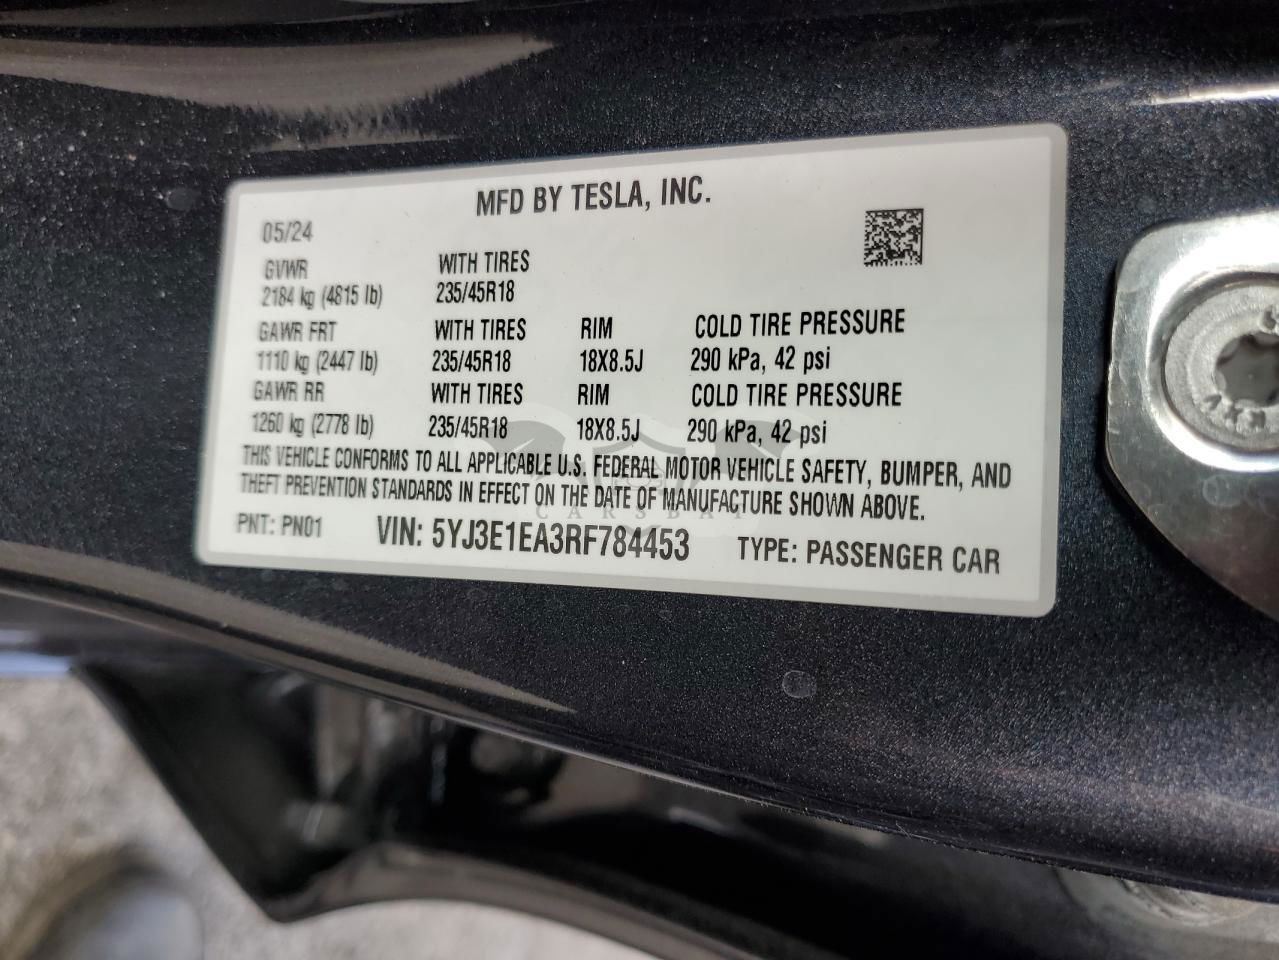 MFD BY TESLA, INC.
05/24
GVWR WITH TIRES
2184 kg (4815 lb) 235/45R18
GAWR FRT WITH TIRES RIM COLD TIRE PRESSURE
1110 kg (2447 lb) 235/45R18 18X8.5J 290 kPa, 42 psi
GAWR RR WITH TIRES RIM COLD TIRE PRESSURE
1260 kg (2778 lb) 235/45R18 18X8.5J 290 kPa, 42 psi
THIS VEHICLE CONFORMS TO ALL APPLICABLE U.S. FEDERAL MOTOR VEHICLE SAFETY, BUMPER, AND
THEFT PREVENTION STANDARDS IN EFFECT ON THE DATE OF MANUFACTURE SHOWN ABOVE.
CARSBAT
PNT: PN01 VIN: 5YJ3E1EA3RF784453 TYPE: PASSENGER CAR